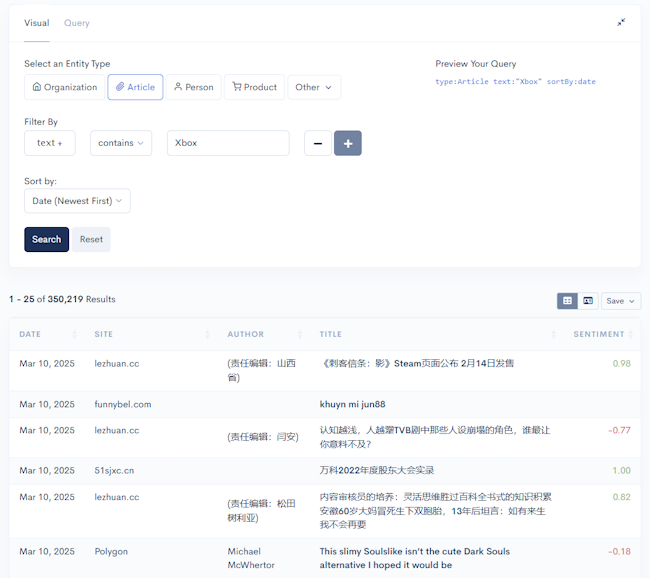 Visual Query
Select an Entity Type
Organization Article Person Product Other
Preview Your Query
type:Article text:"Xbox" sortBy:date
Filter By
text + contains Xbox − +
Sort by:
Date (Newest First)
Search Reset
1 - 25 of 350,219 Results
Save
DATE SITE AUTHOR TITLE SENTIMENT
Mar 10, 2025 lezhuan.cc (责任编辑：山西 《刺客信条：影》Steam页面公布 2月14日发售 0.98
省)
Mar 10, 2025 funnybel.com khuyn mi jun88
Mar 10, 2025 lezhuan.cc (责任编辑：闫安) 认知越浅，人越犟TVB剧中那些人设崩塌的角色，谁最让 -0.77
你意料不及?
Mar 10, 2025 51sjxc.cn 万科2022年度股东大会实录 1.00
Mar 10, 2025 lezhuan.cc (责任编辑：松田 内容审核员的培养：灵活思维胜过百科全书式的知识积累 0.82
树利亚) 安徽60岁大妈冒死生下双胞胎，13年后坦言：如有来生
我不会再要
Mar 10, 2025 Polygon Michael This slimy Soulslike isn't the cute Dark Souls -0.18
McWhertor alternative I hoped it would be